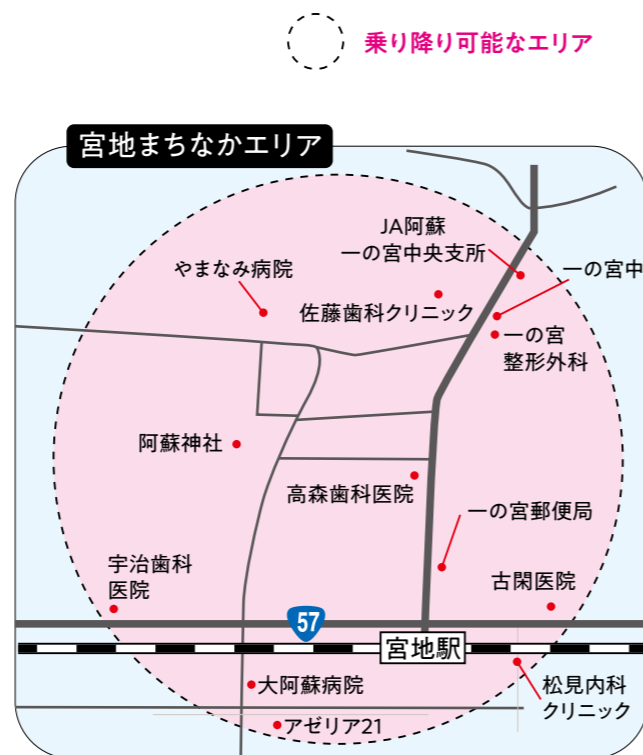 乗り降り可能なエリア
宮地まちなかエリア
JA阿蘇
一の宮中央支所
やまなみ病院
一の宮中
佐藤歯科クリニック
一の宮
整形外科
阿蘇神社
高森歯科医院
一の宮郵便局
宇治歯科
医院
古閑医院
57
宮地駅
大阿蘇病院
松見内科
クリニック
アゼリア21